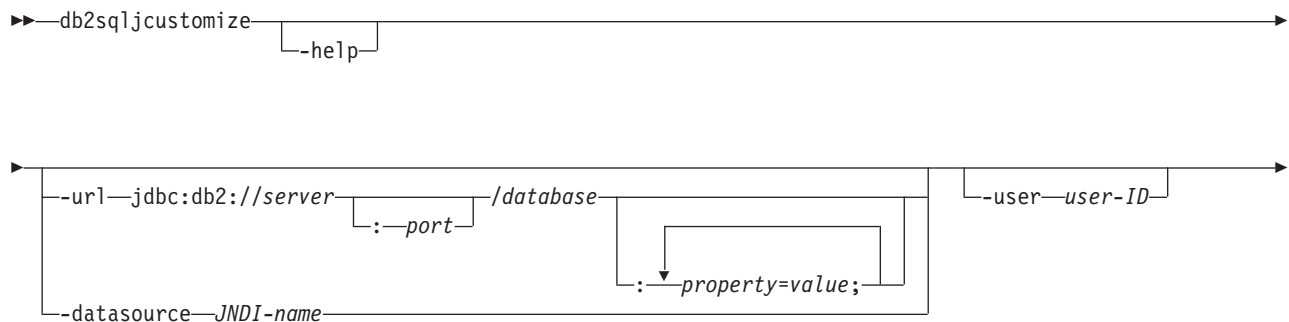 db2sqljcustomize
-help
-url jdbc:db2://server /database -user user-ID
: port
: property=value;
-datasource JNDI-name